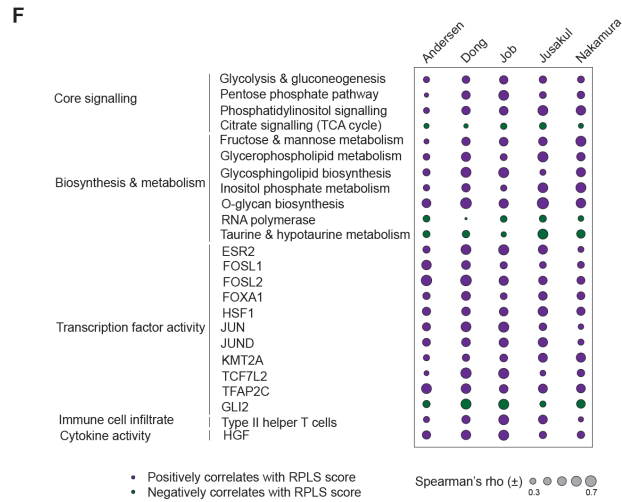 F
Andersen Dong Job Jusakul Nakamura
Core signalling
Glycolysis & gluconeogenesis
Pentose phosphate pathway
Phosphatidylinositol signalling
Citrate signalling (TCA cycle)
Biosynthesis & metabolism
Fructose & mannose metabolism
Glycerophospholipid metabolism
Glycosphingolipid biosynthesis
Inositol phosphate metabolism
O-glycan biosynthesis
RNA polymerase
Taurine & hypotaurine metabolism
Transcription factor activity
ESR2
FOSL1
FOSL2
FOXA1
HSF1
JUN
JUND
KMT2A
TCF7L2
TFAP2C
GLI2
Immune cell infiltrate
Type II helper T cells
Cytokine activity
HGF
Positively correlates with RPLS score
Negatively correlates with RPLS score
Spearman's rho (±)
0.3 0.7